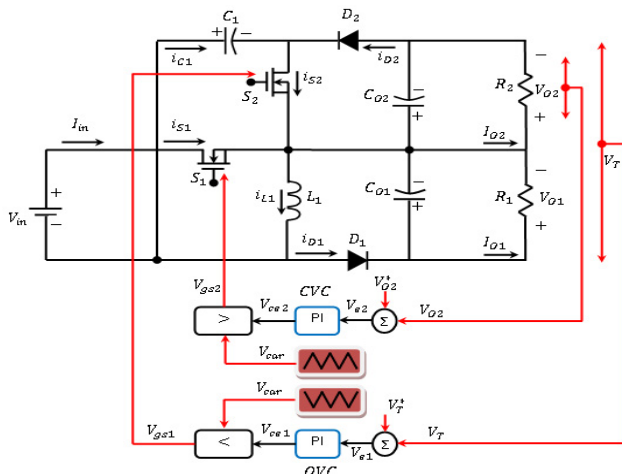 C1 D2
+ −
iC1 iD2 −
iS2 R2
S2 CO2 − VO2
+ +
Iin iS1 IO2 VT
S1 −
+ iL1 L1 CO1 − R1 VO1
Vin − + +
iD1 D1 IO1
Vgs2 CVC V*O2
> Vce2 PI Ve2 Σ VO2
Vcar
Vcar
V*T
Vgs1 < Vce1 PI Ve1 Σ VT
OVC